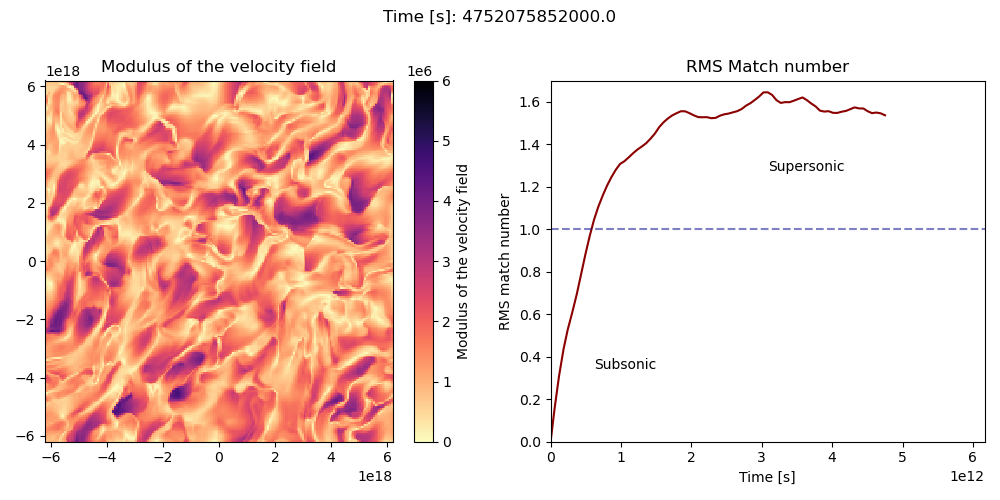 Time [s]: 4752075852000.0
Modulus of the velocity field
1e18
6
4
2
0
−2
−4
−6
−6 −4 −2 0 2 4 6
1e18
1e6
6
5
4
3
2
1
0
Modulus of the velocity field
RMS Match number
RMS match number
1.6
1.4
1.2
1.0
0.8
0.6
0.4
0.2
0.0
Supersonic
Subsonic
0 1 2 3 4 5 6
Time [s]
1e12